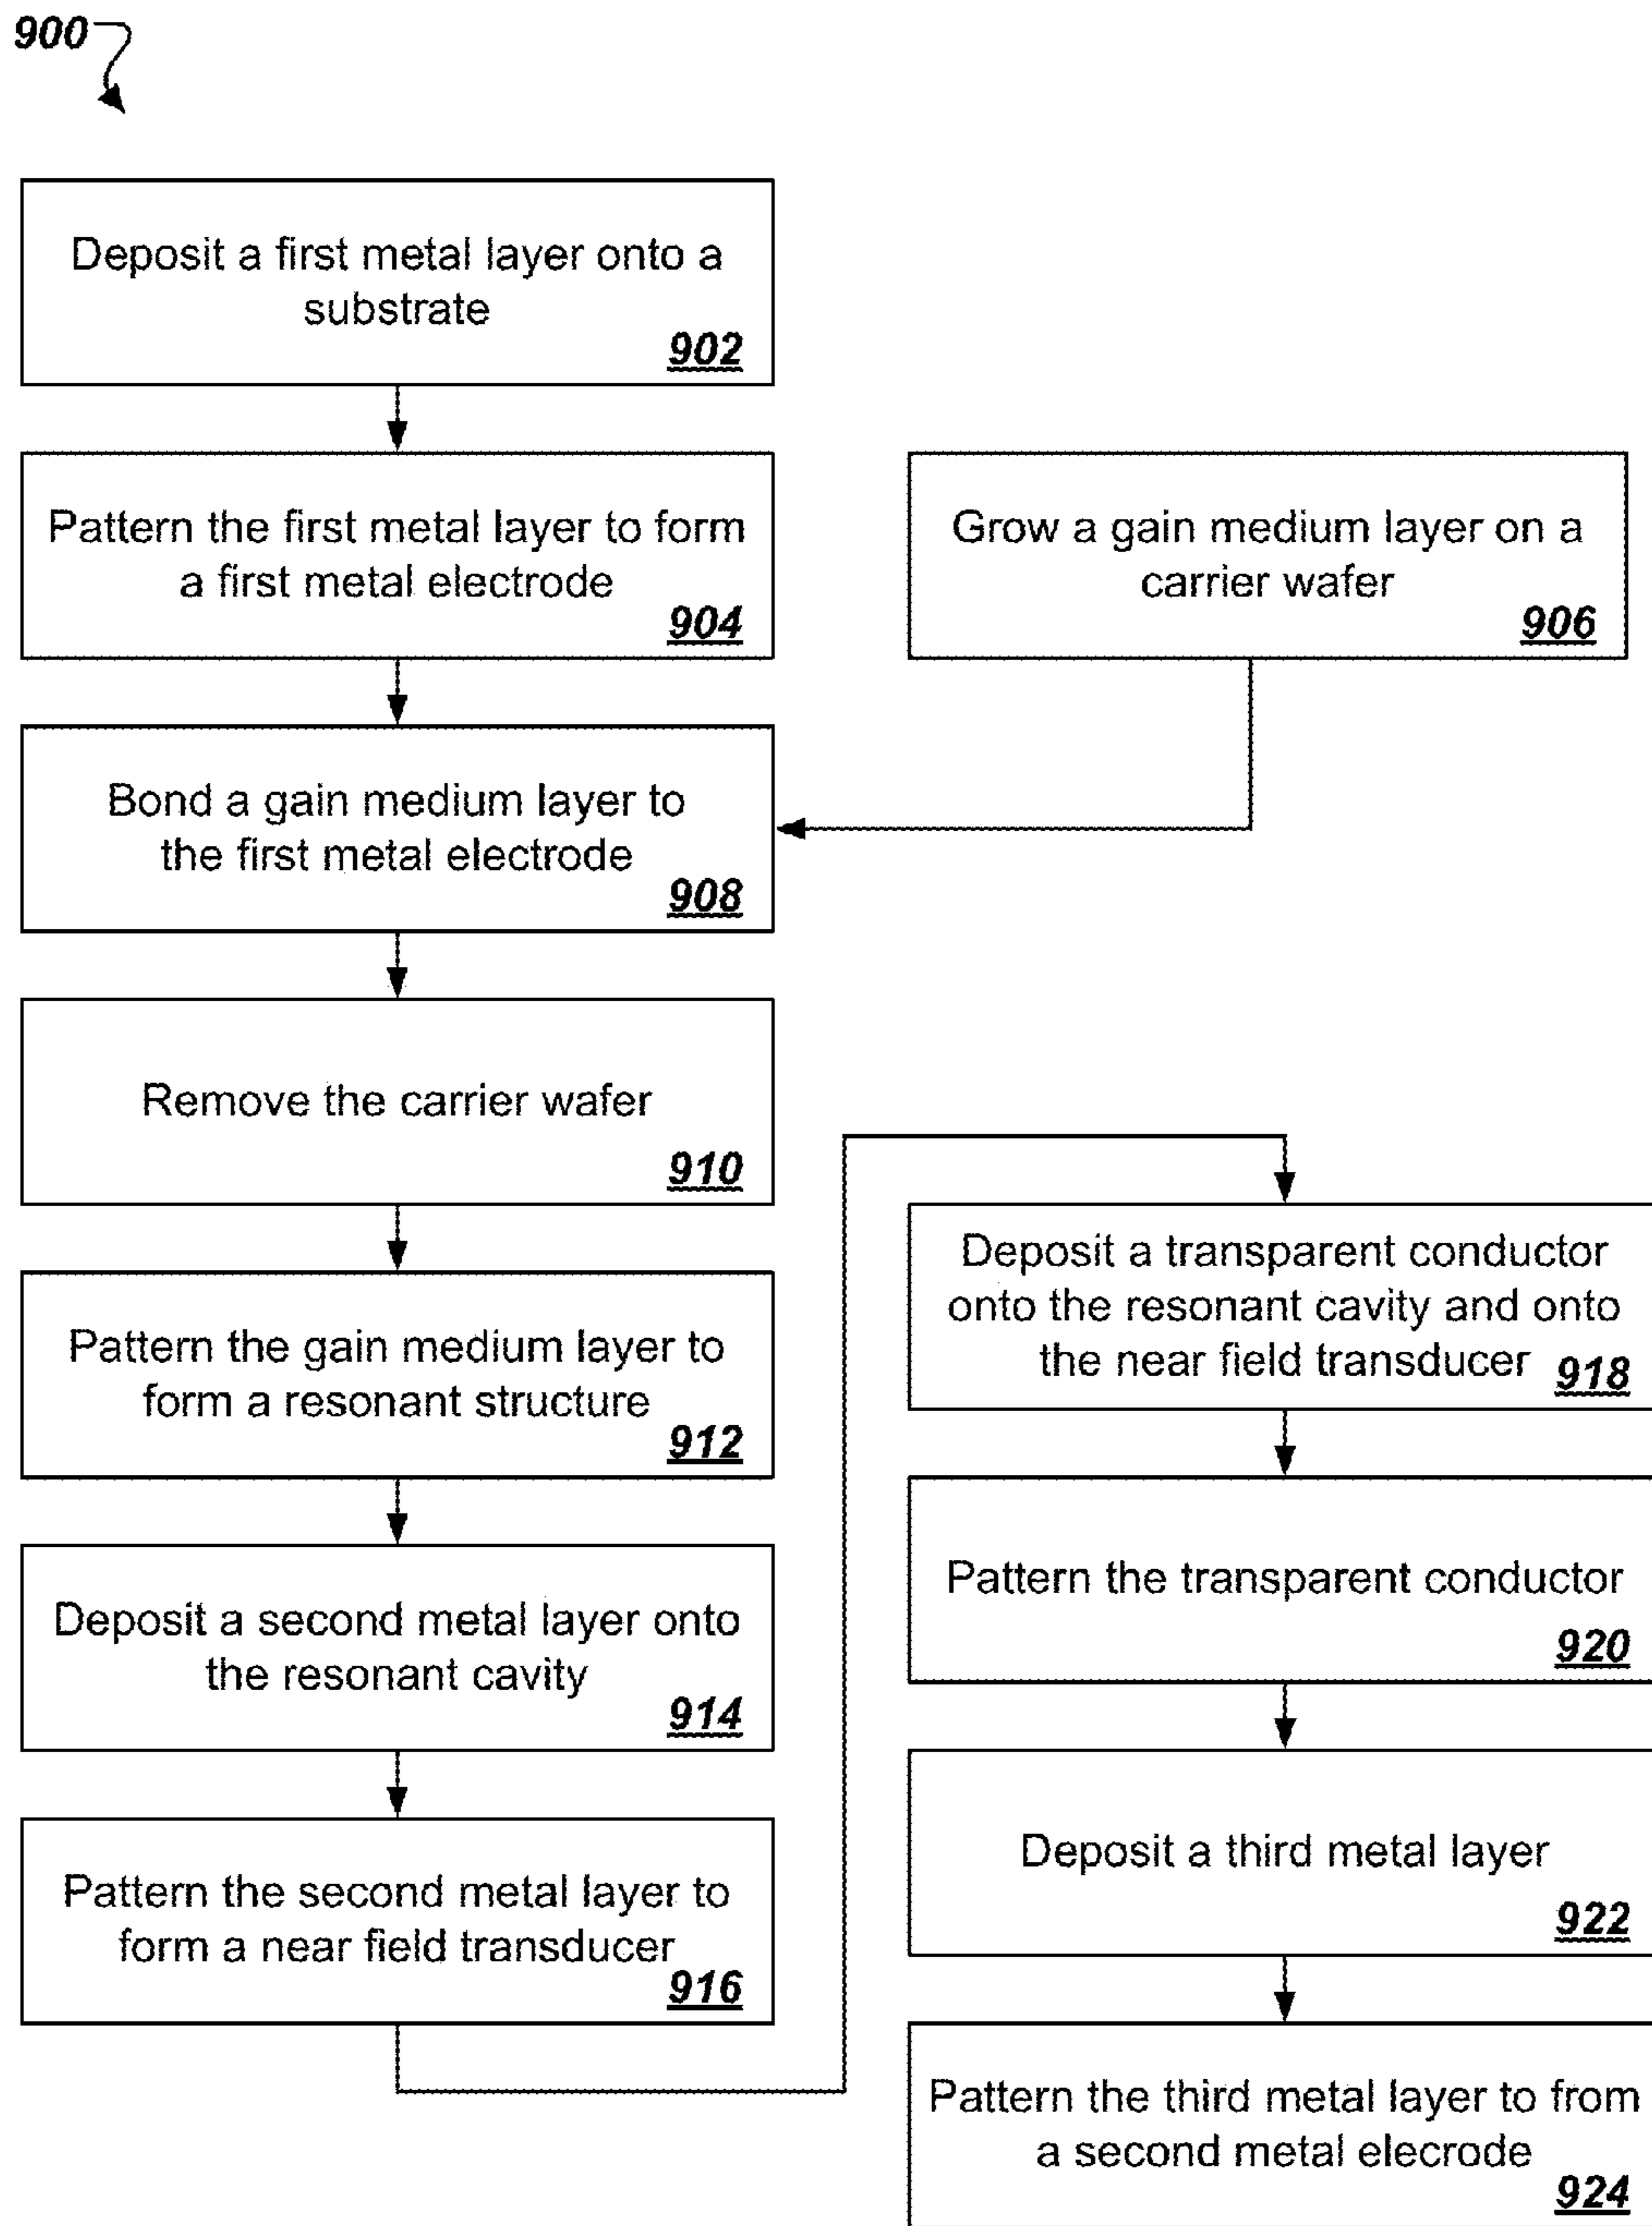 900
Deposit a first metal layer onto a
substrate
902
Pattern the first metal layer to form
a first metal electrode
904
Grow a gain medium layer on a
carrier wafer
906
Bond a gain medium layer to
the first metal electrode
908
Remove the carrier wafer
910
Pattern the gain medium layer to
form a resonant structure
912
Deposit a second metal layer onto
the resonant cavity
914
Pattern the second metal layer to
form a near field transducer
916
Deposit a transparent conductor
onto the resonant cavity and onto
the near field transducer
918
Pattern the transparent conductor
920
Deposit a third metal layer
922
Pattern the third metal layer to from
a second metal elecrode
924